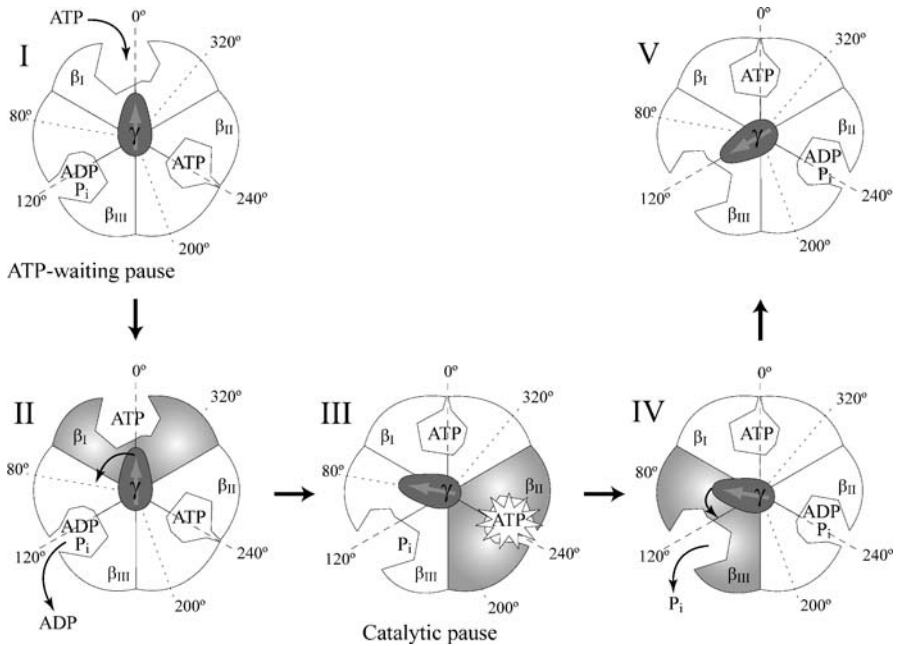 I
ATP
0º
320º
80º
βI
βII
γ
ADP
Pi
ATP
120º
βIII
240º
200º
ATP-waiting pause
V
0º
320º
βI
ATP
80º
βII
γ
ADP
Pi
120º
βIII
240º
200º
II
0º
320º
ATP
βI
80º
βII
γ
ADP
Pi
ATP
120º
βIII
240º
200º
ADP
III
0º
320º
βI
ATP
80º
βII
γ
ATP
Pi
120º
βIII
240º
200º
Catalytic pause
IV
0º
320º
βI
ATP
80º
βII
γ
ADP
Pi
120º
βIII
240º
200º
Pi